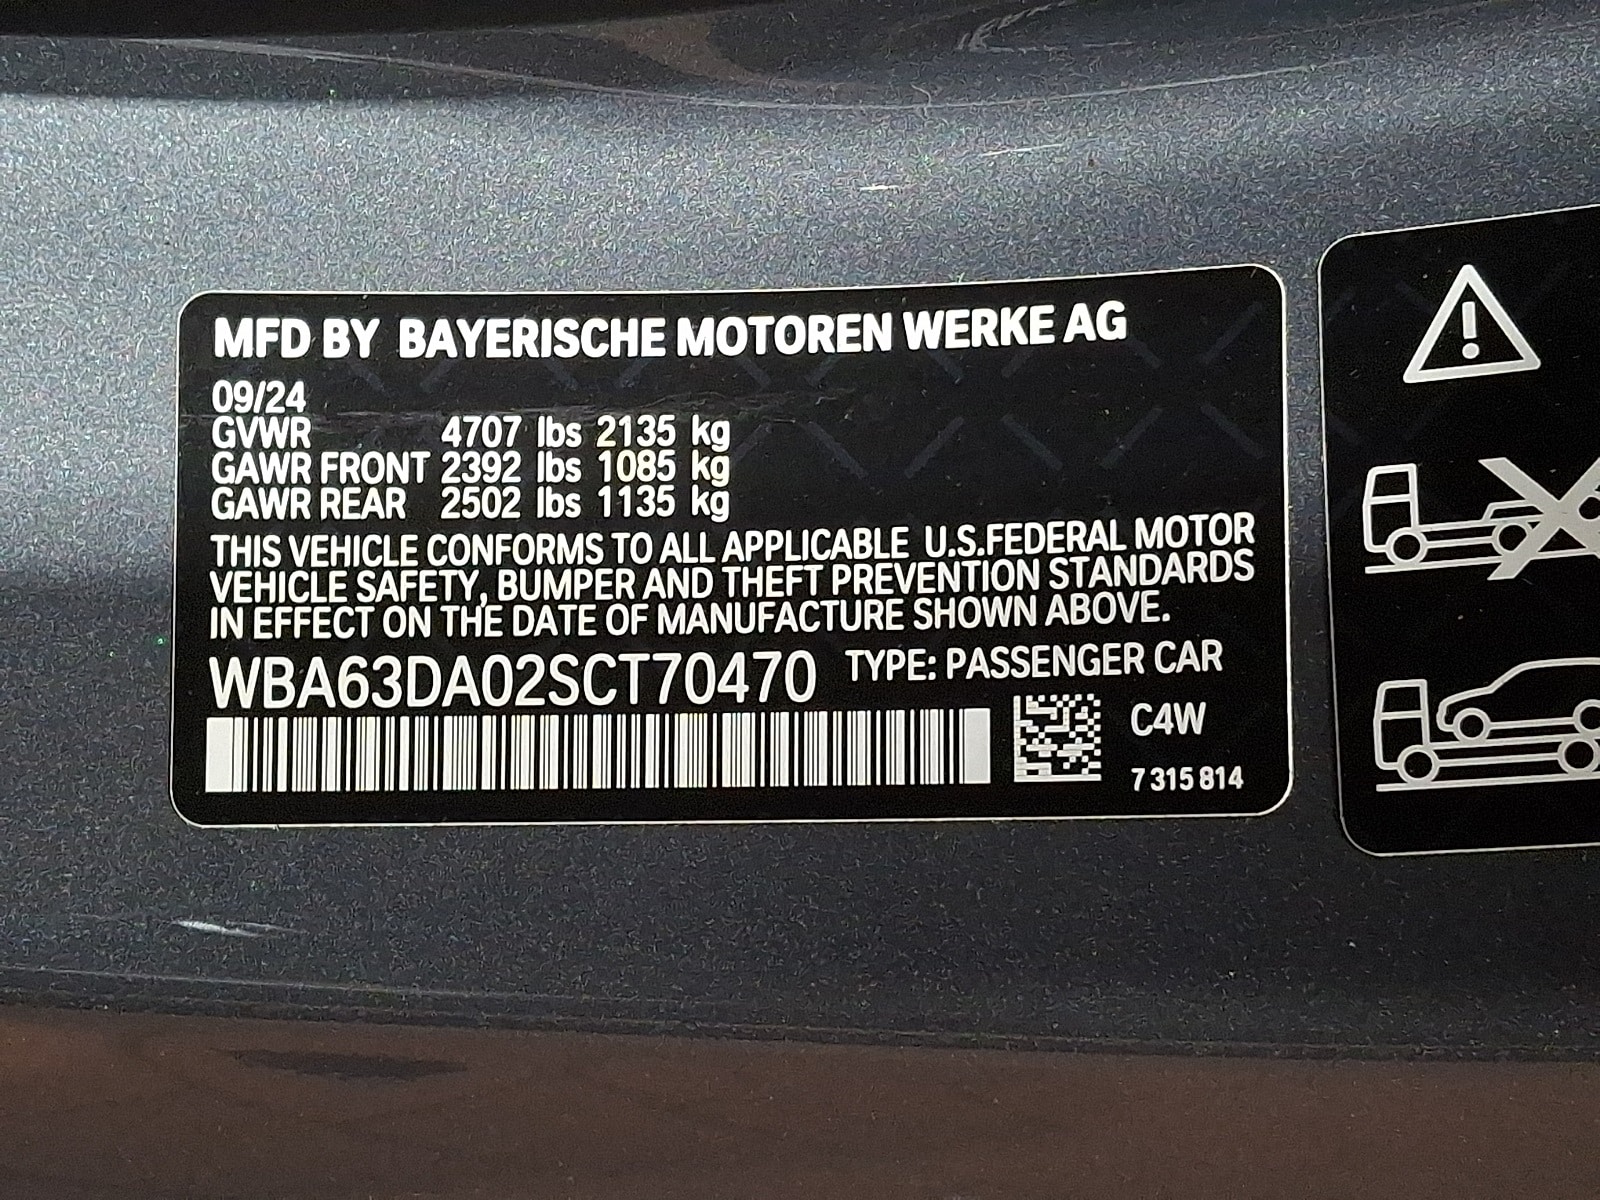 MFD BY BAYERISCHE MOTOREN WERKE AG
09/24
GVWR 4707 lbs 2135 kg
GAWR FRONT 2392 lbs 1085 kg
GAWR REAR 2502 lbs 1135 kg
THIS VEHICLE CONFORMS TO ALL APPLICABLE U.S.FEDERAL MOTOR
VEHICLE SAFETY, BUMPER AND THEFT PREVENTION STANDARDS
IN EFFECT ON THE DATE OF MANUFACTURE SHOWN ABOVE.
WBA63DA02SCT70470 TYPE: PASSENGER CAR
C4W
7 315 814